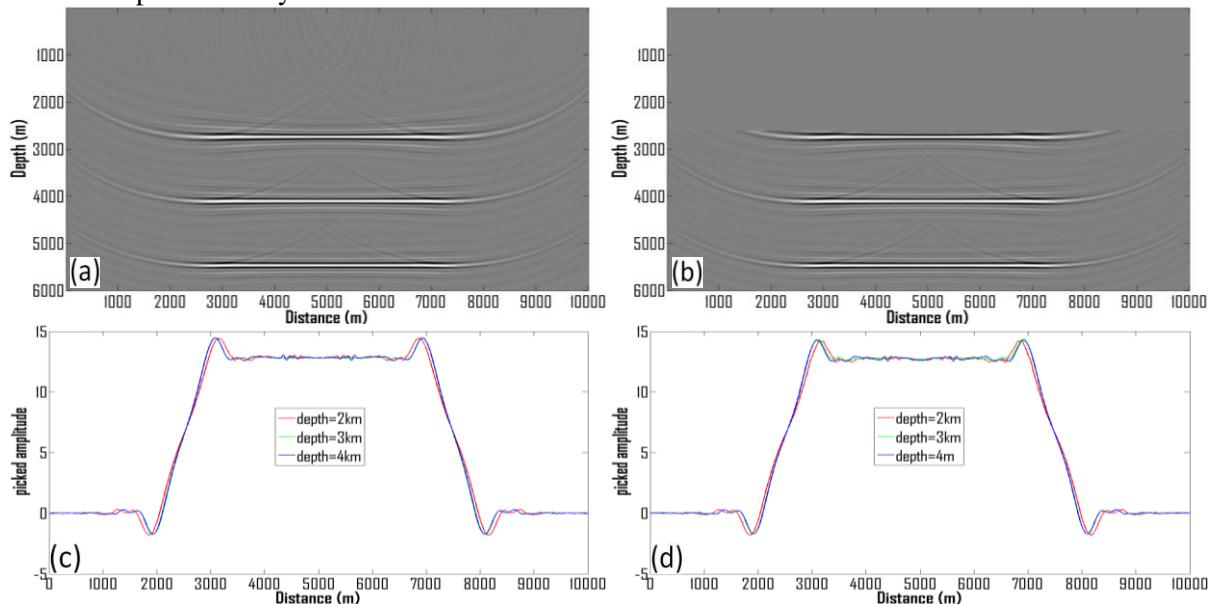 1000
2000
3000
4000
5000
6000
Depth (m)
(a)
1000 2000 3000 4000 5000 6000 7000 8000 9000 10000
Distance (m)
1000
2000
3000
4000
5000
6000
Depth (m)
(b)
1000 2000 3000 4000 5000 6000 7000 8000 9000 10000
Distance (m)
15
10
5
0
-5
picked amplitude
depth=2km
depth=3km
depth=4km
(c)
0 1000 2000 3000 4000 5000 6000 7000 8000 9000 10000
Distance (m)
15
10
5
0
-5
picked amplitude
depth=2km
depth=3km
depth=4m
(d)
0 1000 2000 3000 4000 5000 6000 7000 8000 9000 10000
Distance (m)